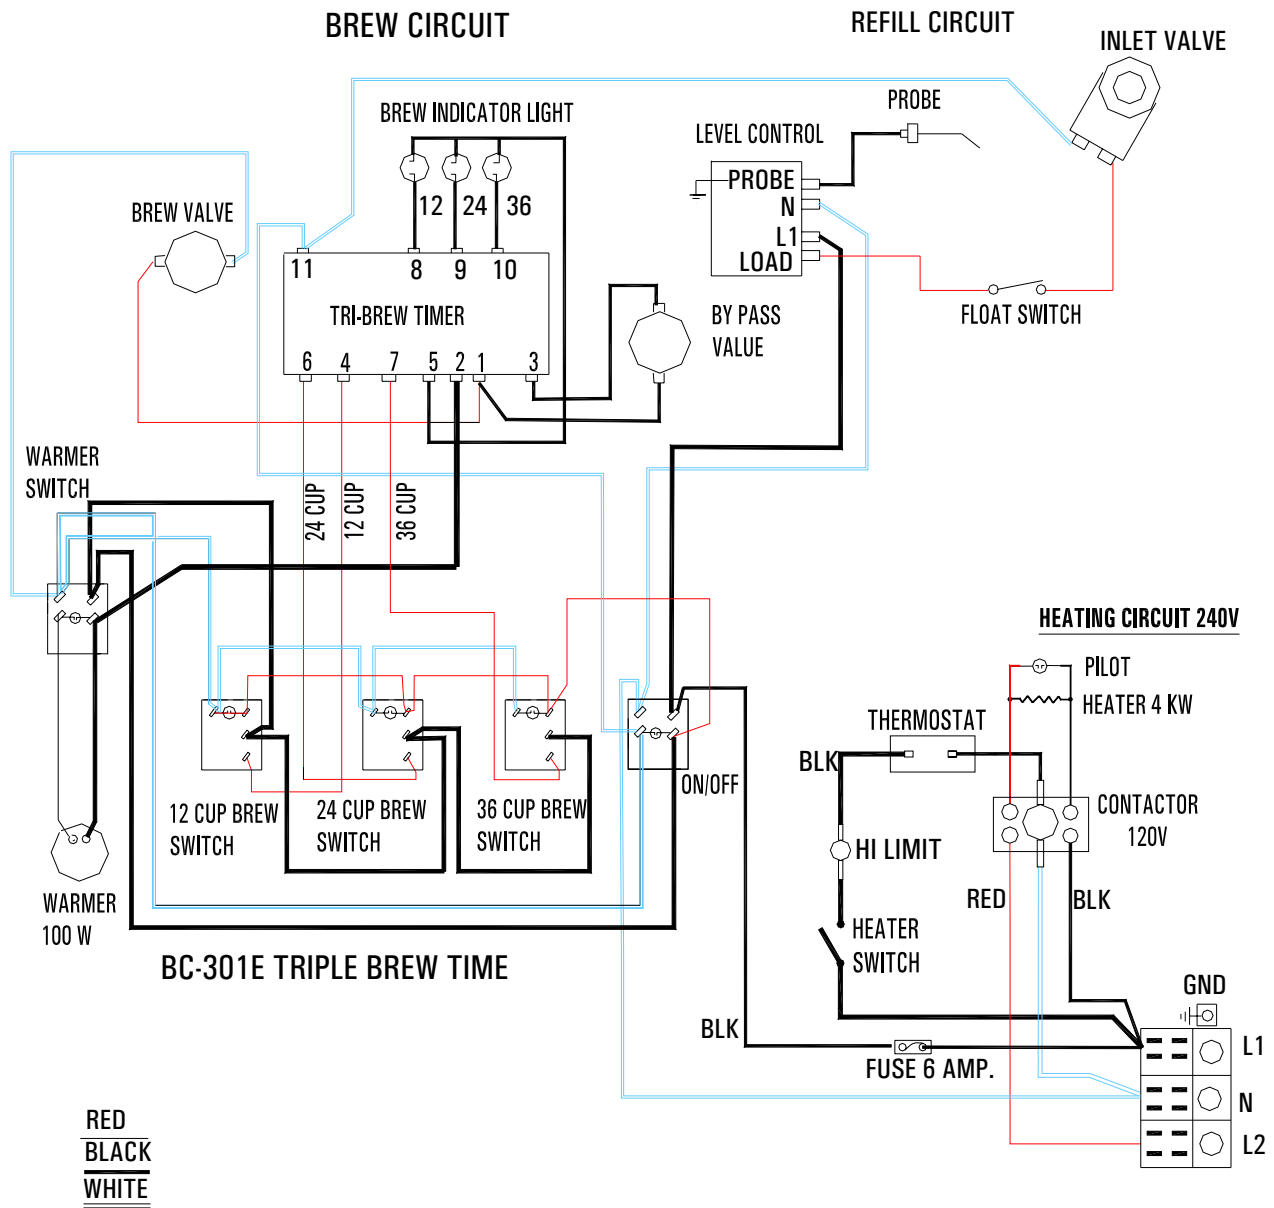 BREW CIRCUIT
REFILL CIRCUIT
INLET VALVE
BREW INDICATOR LIGHT
PROBE
LEVEL CONTROL
PROBE
N
L1
LOAD
12
24
36
BREW VALVE
11
8
9
10
TRI-BREW TIMER
6
4
7
5
2
1
3
BY PASS
VALUE
FLOAT SWITCH
WARMER
SWITCH
24 CUP
12 CUP
36 CUP
HEATING CIRCUIT 240V
PILOT
HEATER 4 KW
THERMOSTAT
BLK
CONTACTOR
120V
ON/OFF
12 CUP BREW
SWITCH
24 CUP BREW
SWITCH
36 CUP BREW
SWITCH
HI LIMIT
RED
BLK
WARMER
100 W
HEATER
SWITCH
BC-301E TRIPLE BREW TIME
GND
BLK
FUSE 6 AMP.
L1
N
L2
RED
BLACK
WHITE